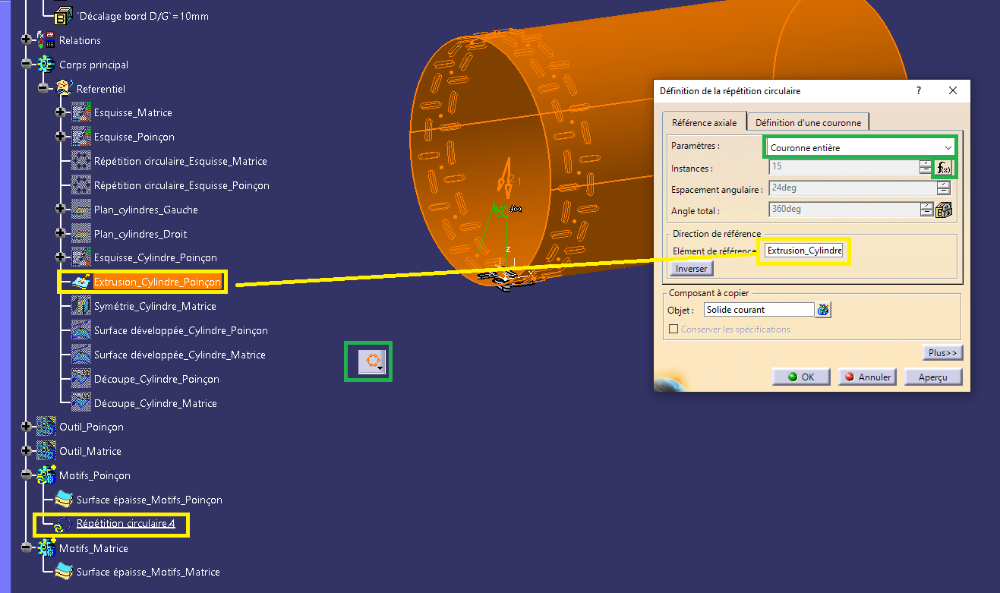 `Décalage bord D/G`=10mm
Relations
Corps principal
Referentiel
Esquisse_Matrice
Esquisse_Poinçon
Répétition circulaire_Esquisse_Matrice
Répétition circulaire_Esquisse_Poinçon
Plan_cylindres_Gauche
Plan_cylindres_Droit
Esquisse_Cylindre_Poinçon
Extrusion_Cylindre_Poinçon
Symétrie_Cylindre_Matrice
Surface développée_Cylindre_Poinçon
Surface développée_Cylindre_Matrice
Découpe_Cylindre_Poinçon
Découpe_Cylindre_Matrice
Outil_Poinçon
Outil_Matrice
Motifs_Poinçon
Surface épaisse_Motifs_Poinçon
Répétition circulaire.4
Motifs_Matrice
Surface épaisse_Motifs_Matrice
1
f(x)
z
x
Définition de la répétition circulaire ?
Référence axiale Définition d'une couronne
Paramètres : Couronne entière
Instances : 15 f(x)
Espacement angulaire : 24deg
Angle total : 360deg
Direction de référence
Elément de référence Extrusion_Cylindre
Inverser
Composant à copier
Objet : Solide courant
Conserver les spécifications
Plus>>
OK Annuler Aperçu